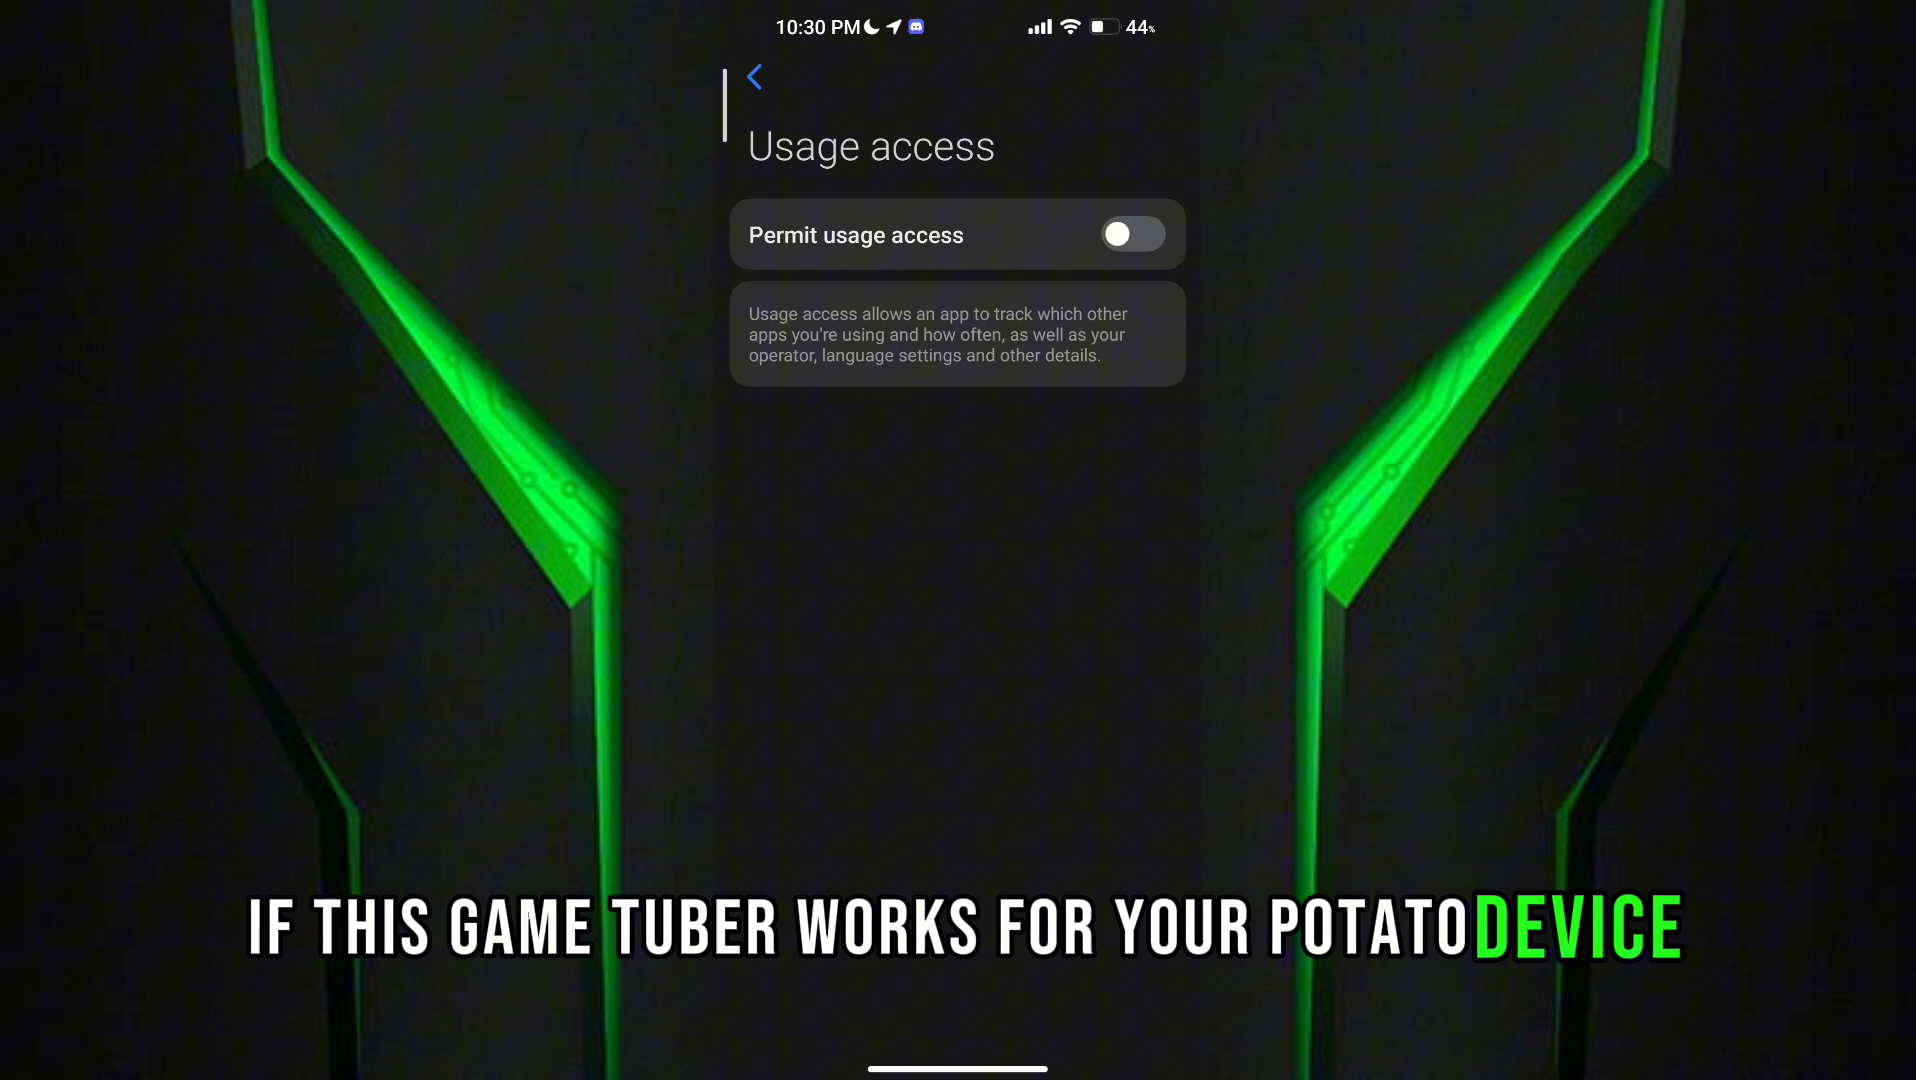 10:30 PM 44%
Usage access
Permit usage access
Usage access allows an app to track which other
apps you're using and how often, as well as your
operator, language settings and other details.
IF THIS GAME TUBER WORKS FOR YOUR POTATO DEVICE